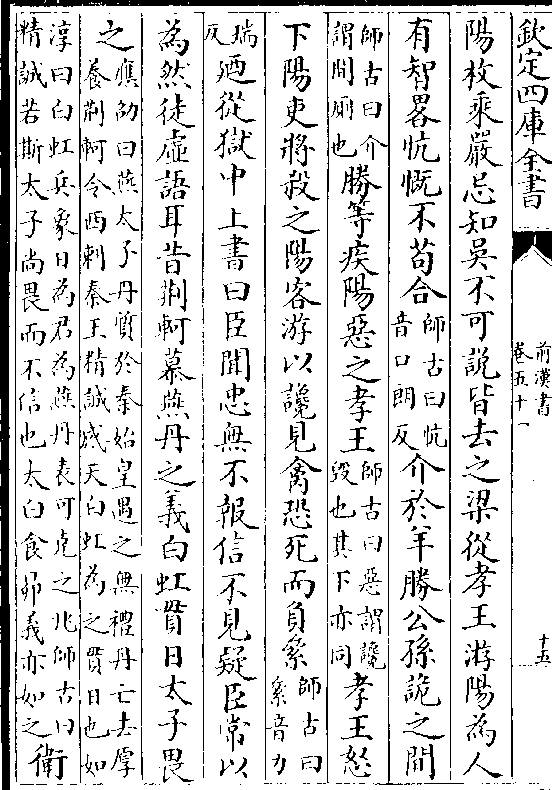 欽定四庫全書
前漢書
卷五十一
十五
陽枚乘嚴忌知吳不可說皆去之梁從孝王游陽為人
有智畧忼慨不苟合師古曰忼音口朗反介於羊勝公孫詭之間
師古曰介謂間厠也勝等疾陽惡之孝王師古曰惡謂讒毀也其下亦同孝王怒
下陽吏將殺之陽客游以讒見禽恐死而負絫師古曰絫音力
瑞反廼從獄中上書曰臣聞忠無不報信不見疑臣常以
為然徒虛語耳昔荆軻慕燕丹之義白虹貫日太子畏
之應劭曰燕太子丹質於秦始皇遇之無禮丹亡去厚養荆軻令西刺秦王精誠感天白虹為之貫日也如
淳曰白虹兵象日為君為燕丹表可克之兆師古曰精誠若斯太子尚畏而不信也太白食昴義亦如之衛